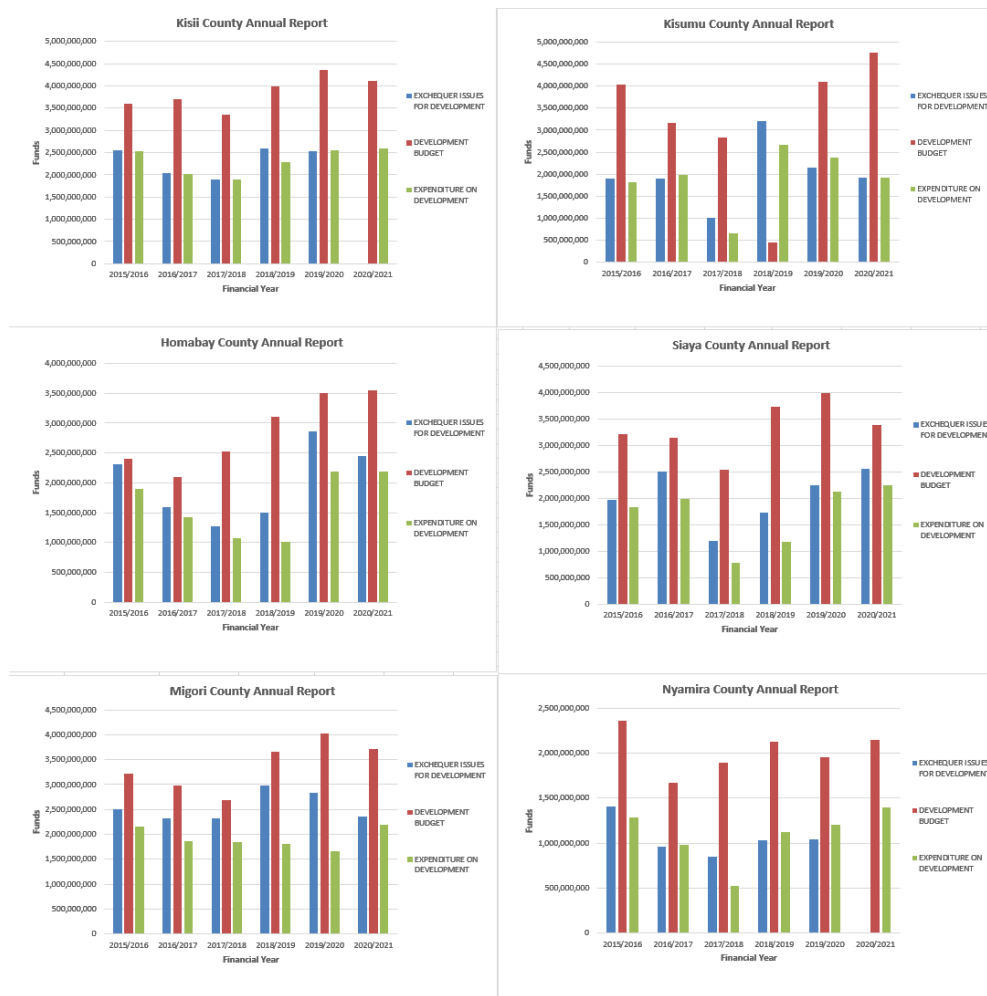 Kisii County Annual Report
5,000,000,000
4,500,000,000
4,000,000,000
3,500,000,000
3,000,000,000
2,500,000,000
2,000,000,000
1,500,000,000
1,000,000,000
500,000,000
0
Funds
2015/2016 2016/2017 2017/2018 2018/2019 2019/2020 2020/2021
Financial Year
EXCHEQUER ISSUES
FOR DEVELOPMENT
DEVELOPMENT
BUDGET
EXPENDITURE ON
DEVELOPMENT
Kisumu County Annual Report
5,000,000,000
4,500,000,000
4,000,000,000
3,500,000,000
3,000,000,000
2,500,000,000
2,000,000,000
1,500,000,000
1,000,000,000
500,000,000
0
Funds
2015/2016 2016/2017 2017/2018 2018/2019 2019/2020 2020/2021
Financial Year
EXCHEQUER ISSUES
FOR DEVELOPMENT
DEVELOPMENT
BUDGET
EXPENDITURE ON
DEVELOPMENT
Homabay County Annual Report
4,000,000,000
3,500,000,000
3,000,000,000
2,500,000,000
2,000,000,000
1,500,000,000
1,000,000,000
500,000,000
0
Funds
2015/2016 2016/2017 2017/2018 2018/2019 2019/2020 2020/2021
Financial Year
EXCHEQUER ISSUES
FOR DEVELOPMENT
DEVELOPMENT
BUDGET
EXPENDITURE ON
DEVELOPMENT
Siaya County Annual Report
4,500,000,000
4,000,000,000
3,500,000,000
3,000,000,000
2,500,000,000
2,000,000,000
1,500,000,000
1,000,000,000
500,000,000
0
Funds
2015/2016 2016/2017 2017/2018 2018/2019 2019/2020 2020/2021
Financial Year
EXCHEQUER ISSUES
FOR DEVELOPMENT
DEVELOPMENT
BUDGET
EXPENDITURE ON
DEVELOPMENT
Migori County Annual Report
4,500,000,000
4,000,000,000
3,500,000,000
3,000,000,000
2,500,000,000
2,000,000,000
1,500,000,000
1,000,000,000
500,000,000
0
Funds
2015/2016 2016/2017 2017/2018 2018/2019 2019/2020 2020/2021
Financial Year
EXCHEQUER ISSUES
FOR DEVELOPMENT
DEVELOPMENT
BUDGET
EXPENDITURE ON
DEVELOPMENT
Nyamira County Annual Report
2,500,000,000
2,000,000,000
1,500,000,000
1,000,000,000
500,000,000
0
Funds
2015/2016 2016/2017 2017/2018 2018/2019 2019/2020 2020/2021
Financial Year
EXCHEQUER ISSUES
FOR DEVELOPMENT
DEVELOPMENT
BUDGET
EXPENDITURE ON
DEVELOPMENT